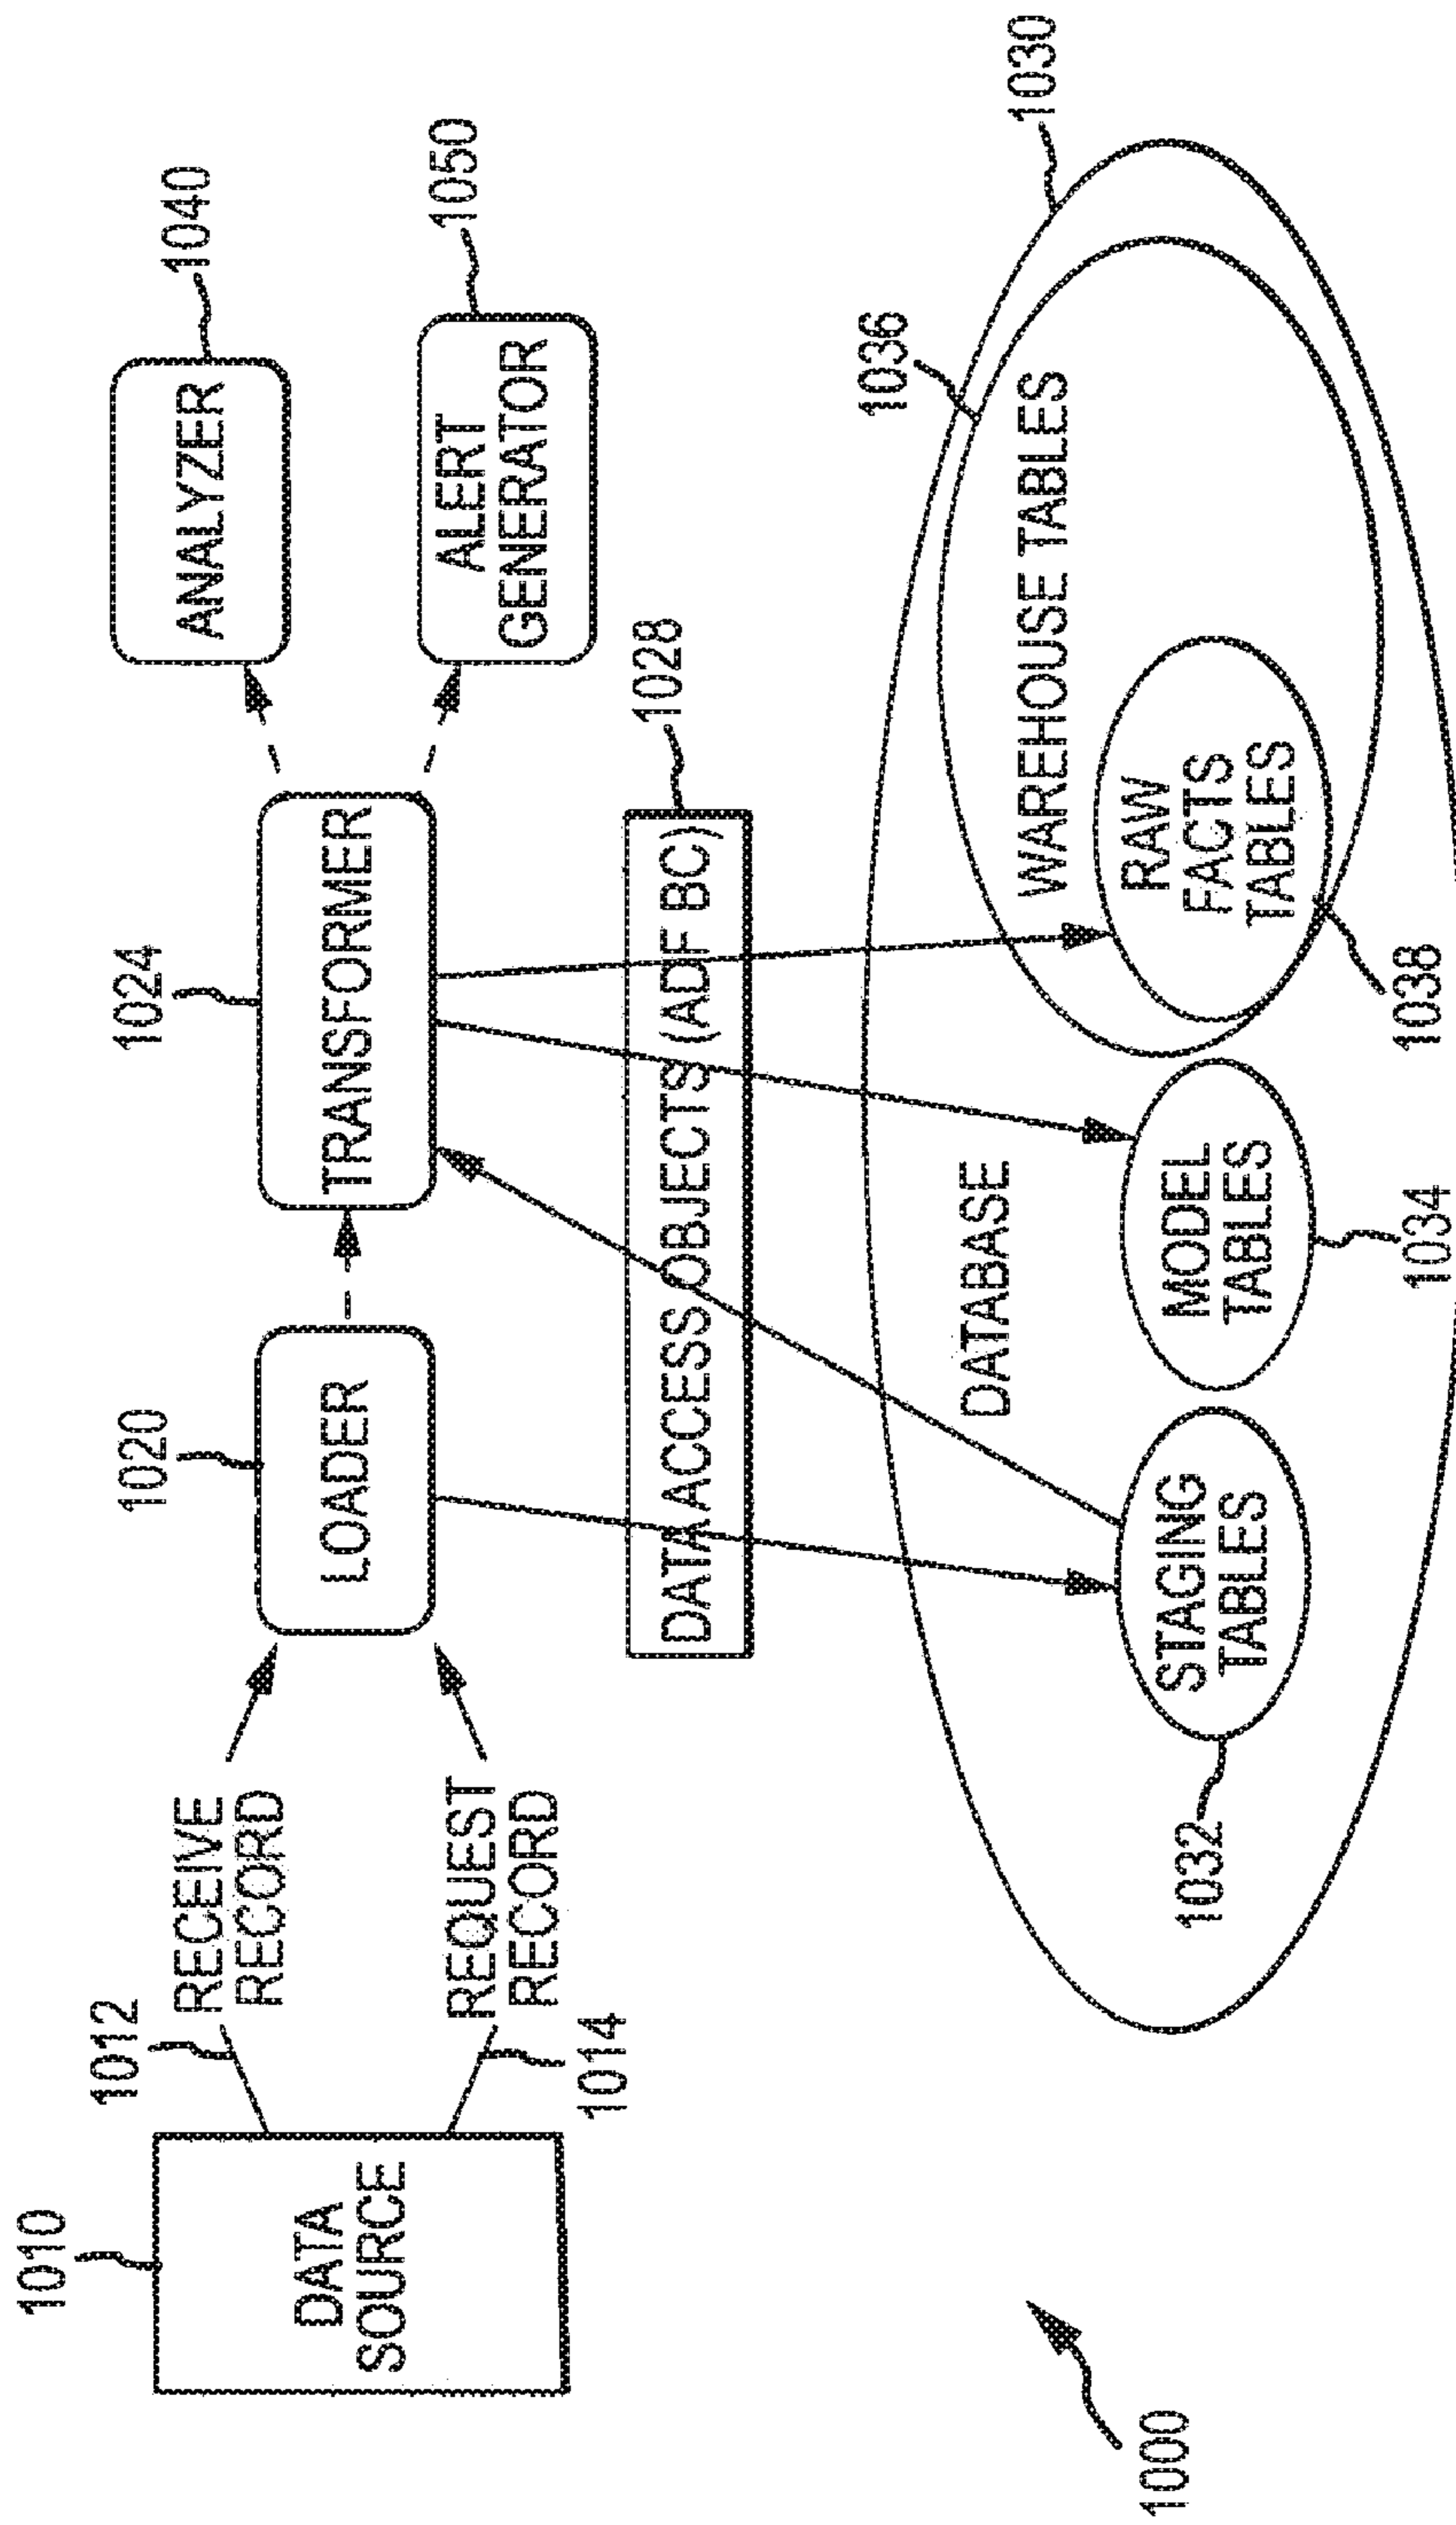 1010
DATA
SOURCE
1012
RECEIVE
RECORD
REQUEST
RECORD
1014
1020
LOADER
1024
TRANSFORMER
1040
ANALYZER
1050
ALERT
GENERATOR
1028
DATA ACCESS OBJECTS (ADF BC)
1030
DATABASE
1032
STAGING
TABLES
MODEL
TABLES
1034
1036
WAREHOUSE TABLES
RAW
FACTS
TABLES
1038
1000